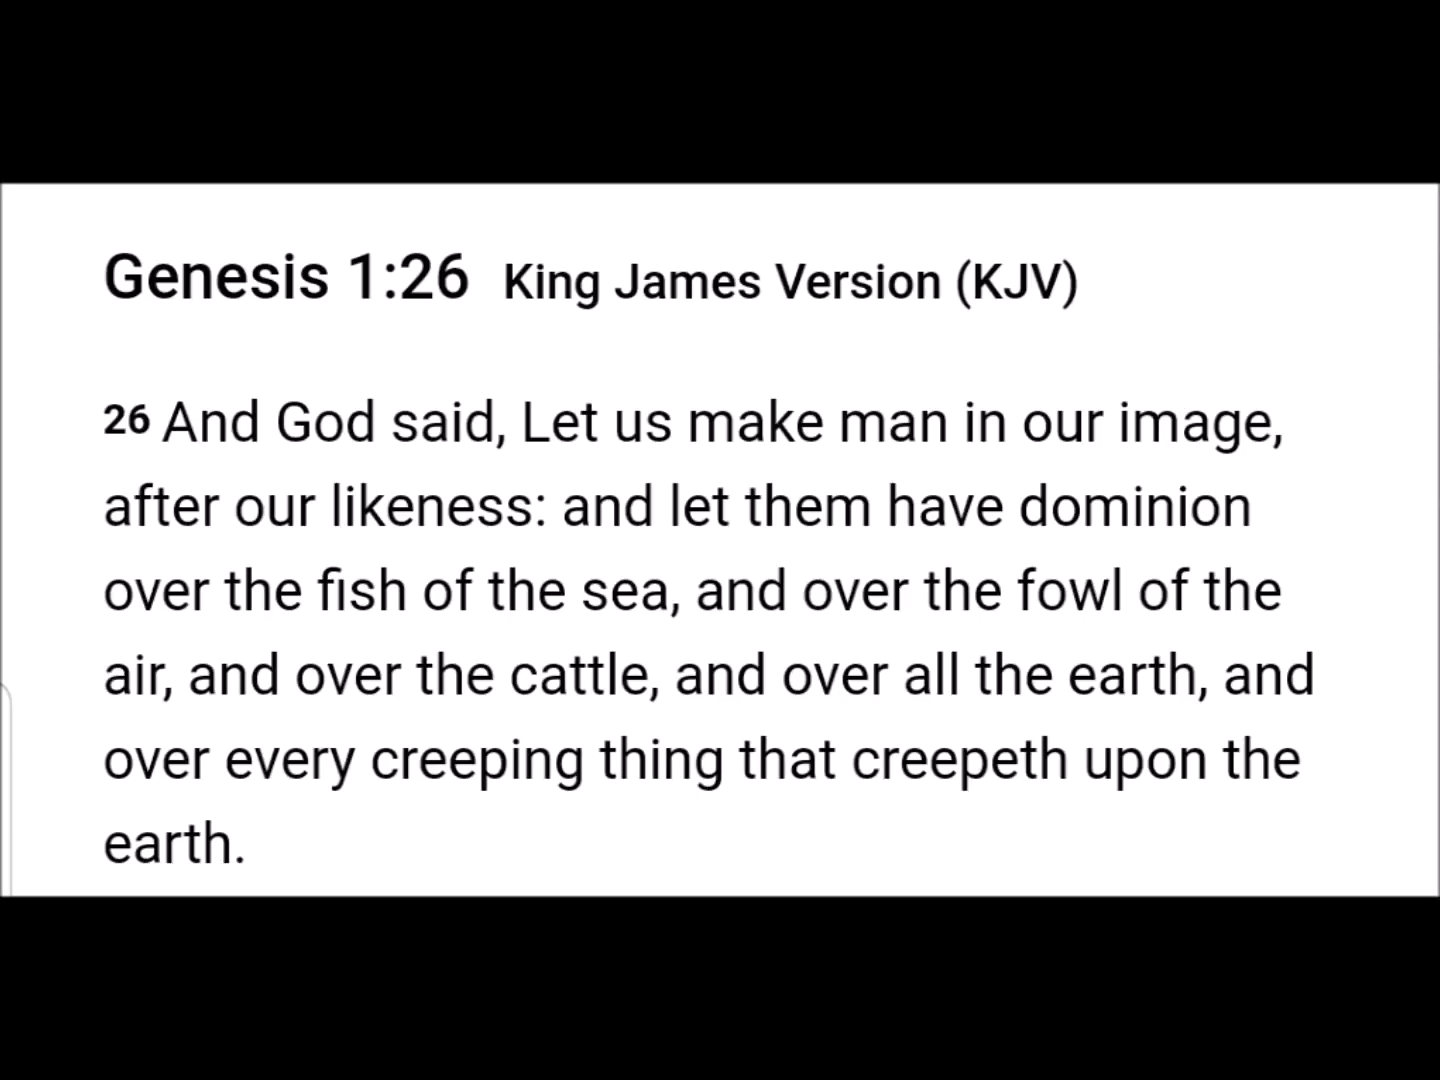 Genesis 1:26 King James Version (KJV)
26 And God said, Let us make man in our image,
after our likeness: and let them have dominion
over the fish of the sea, and over the fowl of the
air, and over the cattle, and over all the earth, and
over every creeping thing that creepeth upon the
earth.